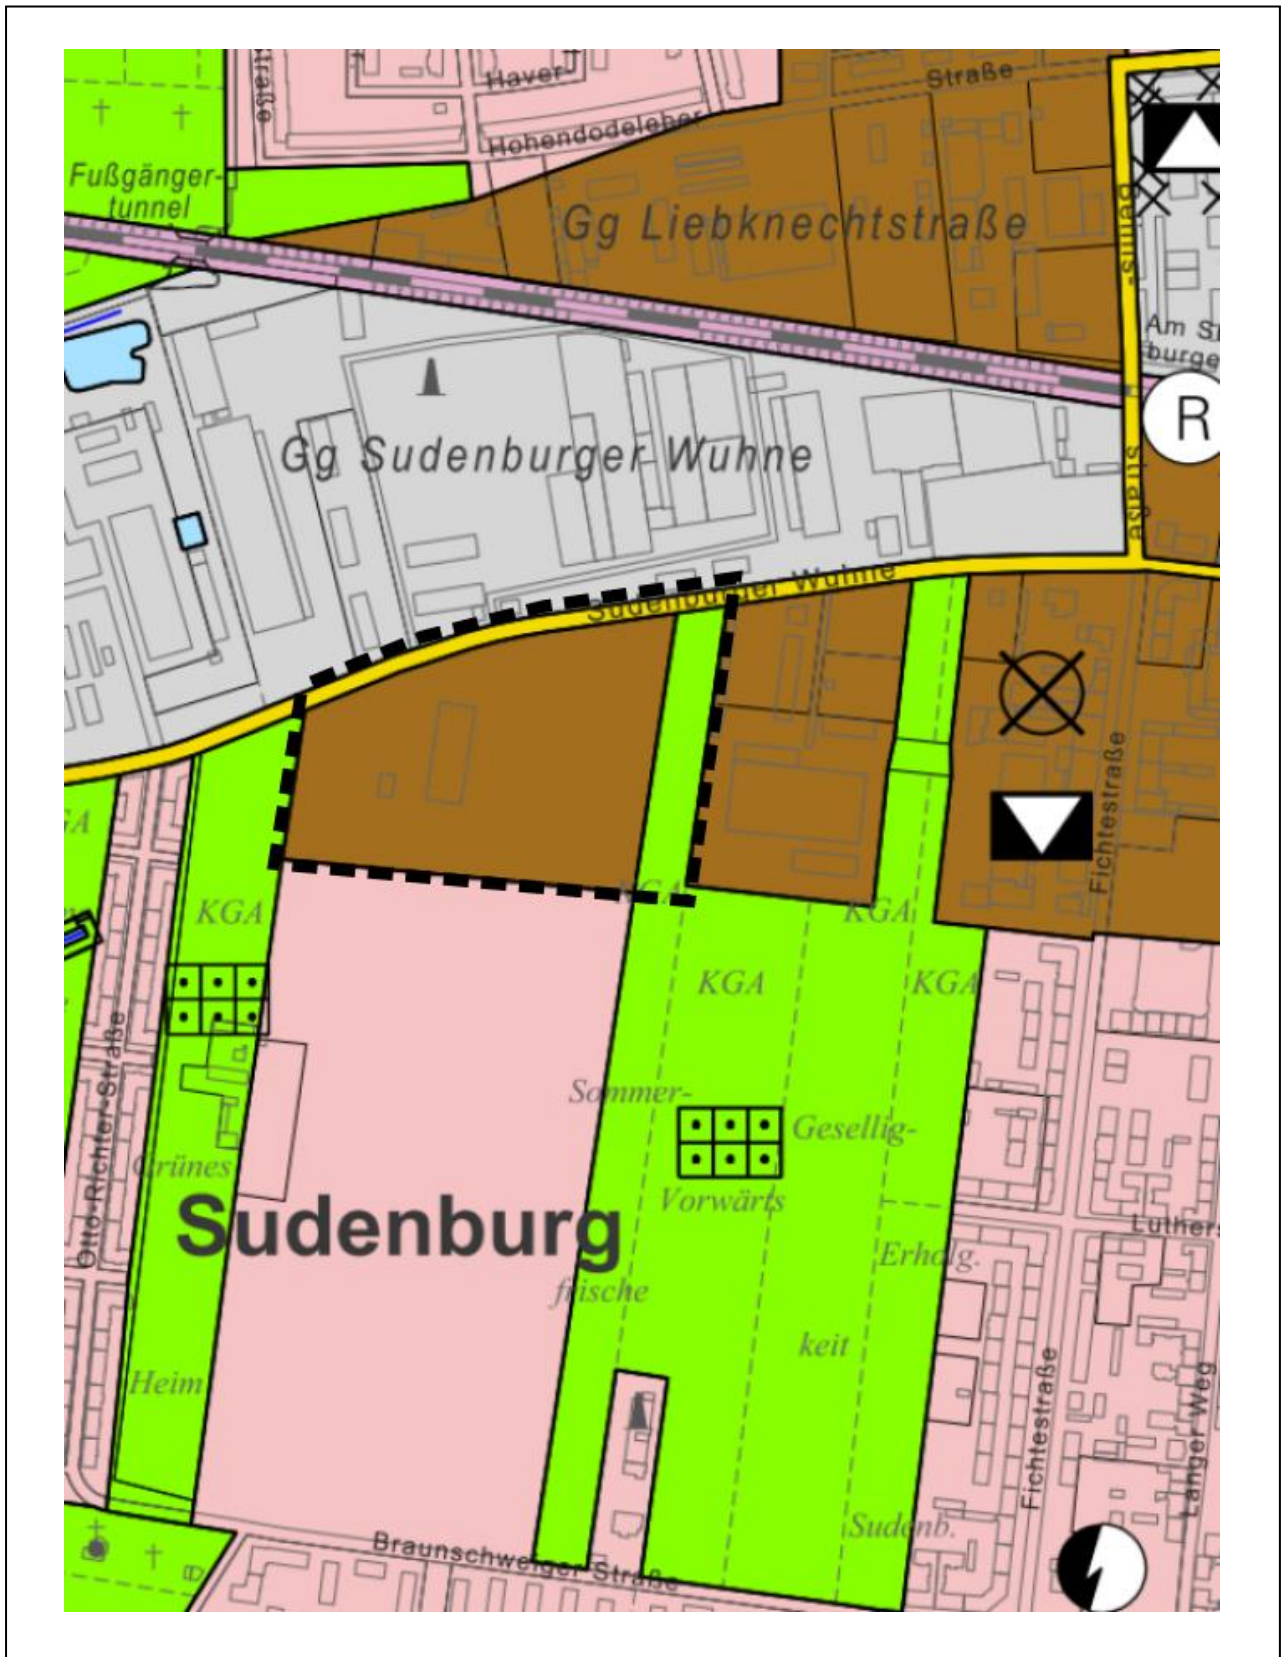 Haver-
Straße
straße
Hohendodeleber
Fußgänger-
tunnel
Gg Liebknechtstraße
Am S
burge
R
Gg Sudenburger Wuhne
straße
Sudenburger Wuhne
Fichtestraße
KGA
KGA
KGA
KGA
KGA
Sommer-
Gesellig-
Otto-Richter-Straße
Grünes
Vorwärts
Sudenburg
Luthers
Erholg.
frische
keit
Heim
Fichtestraße
Langer Weg
Sudenb.
Braunschweiger Straße